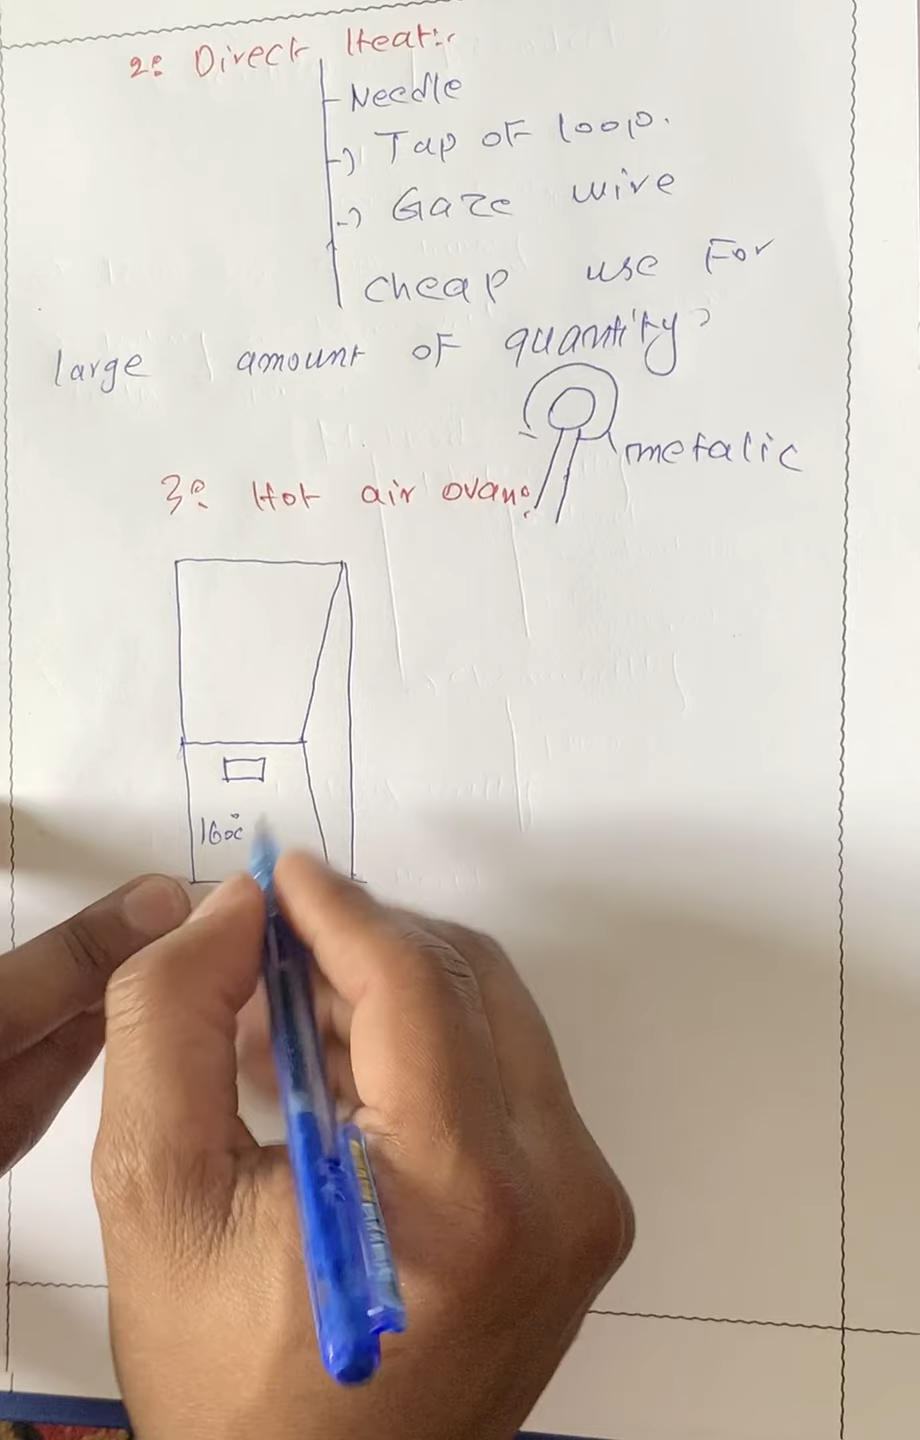 2: Direct Heat:
Needle
Tap of loop.
Gaze wire
cheap use For
large amount of quantity
metalic
3: Hot air ovan:
160c